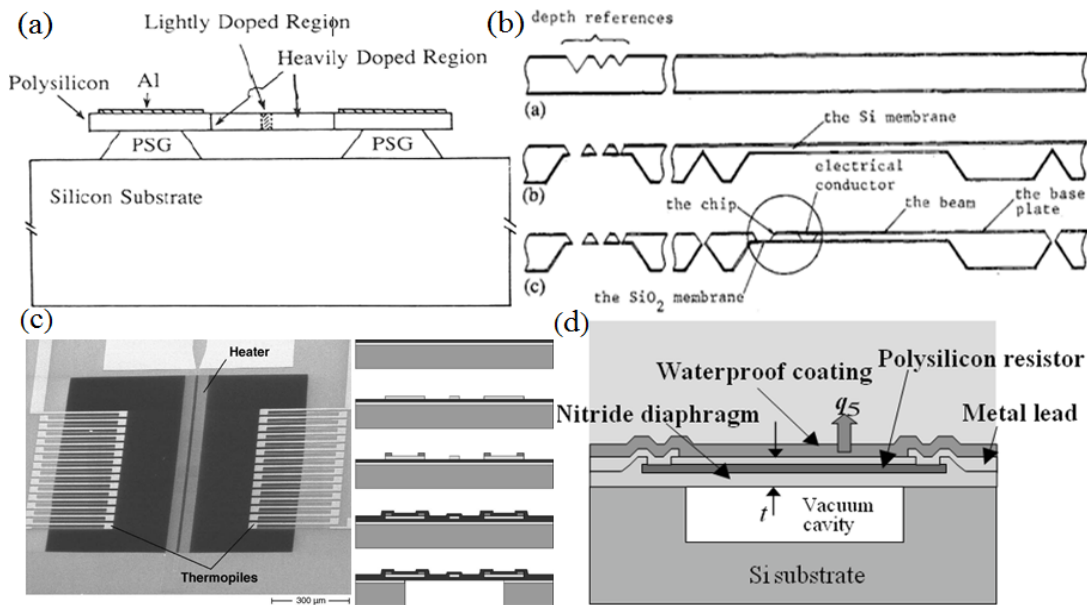 (a)
Lightly Doped Region
Heavily Doped Region
Polysilicon
Al
PSG
PSG
Silicon Substrate
(b)
depth references
(a)
the Si membrane
(b)
electrical
conductor
the chip
the beam
the base
plate
(c)
the SiO2 membrane
(c)
Heater
Thermopiles
300 µm
(d)
Polysilicon resistor
Waterproof coating
q5
Nitride diaphragm
Metal lead
t
Vacuum
cavity
Si substrate